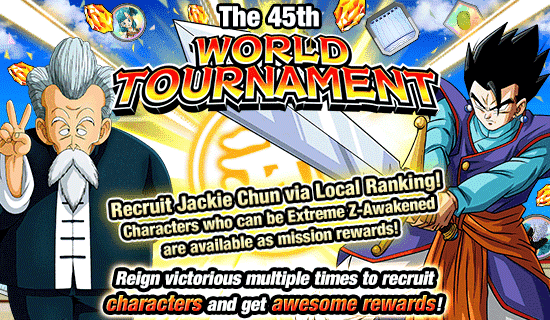 The 45th
WORLD
TOURNAMENT
Recruit Jackie Chun via Local Ranking!
Characters who can be Extreme Z-Awakened
are available as mission rewards!
Reign victorious multiple times to recruit
characters and get awesome rewards!